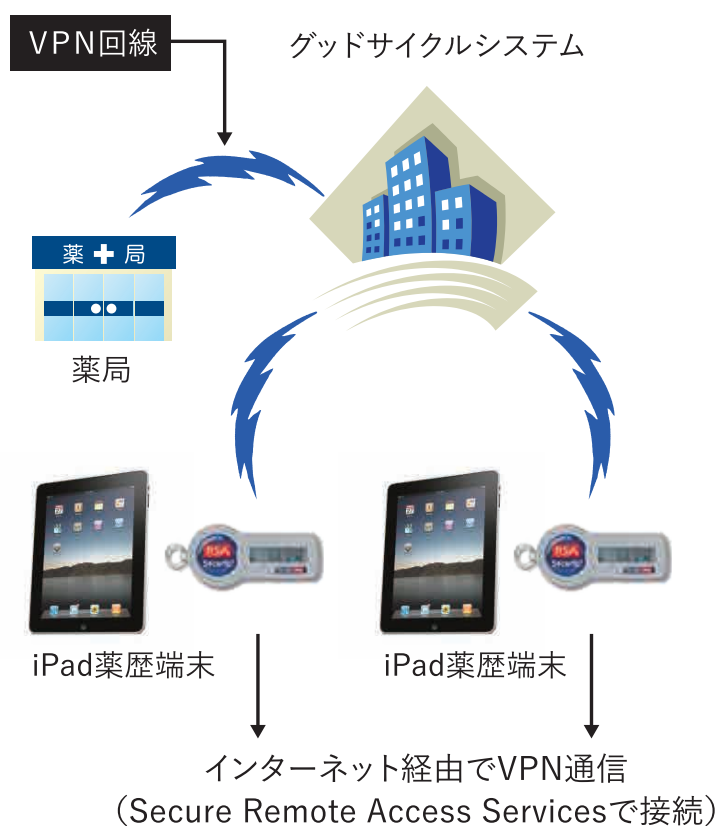 VPN回線
グッドサイクルシステム
薬 局
薬局
RSA
RSA
iPad薬歴端末
iPad薬歴端末
インターネット経由でVPN通信
（Secure Remote Access Servicesで接続）